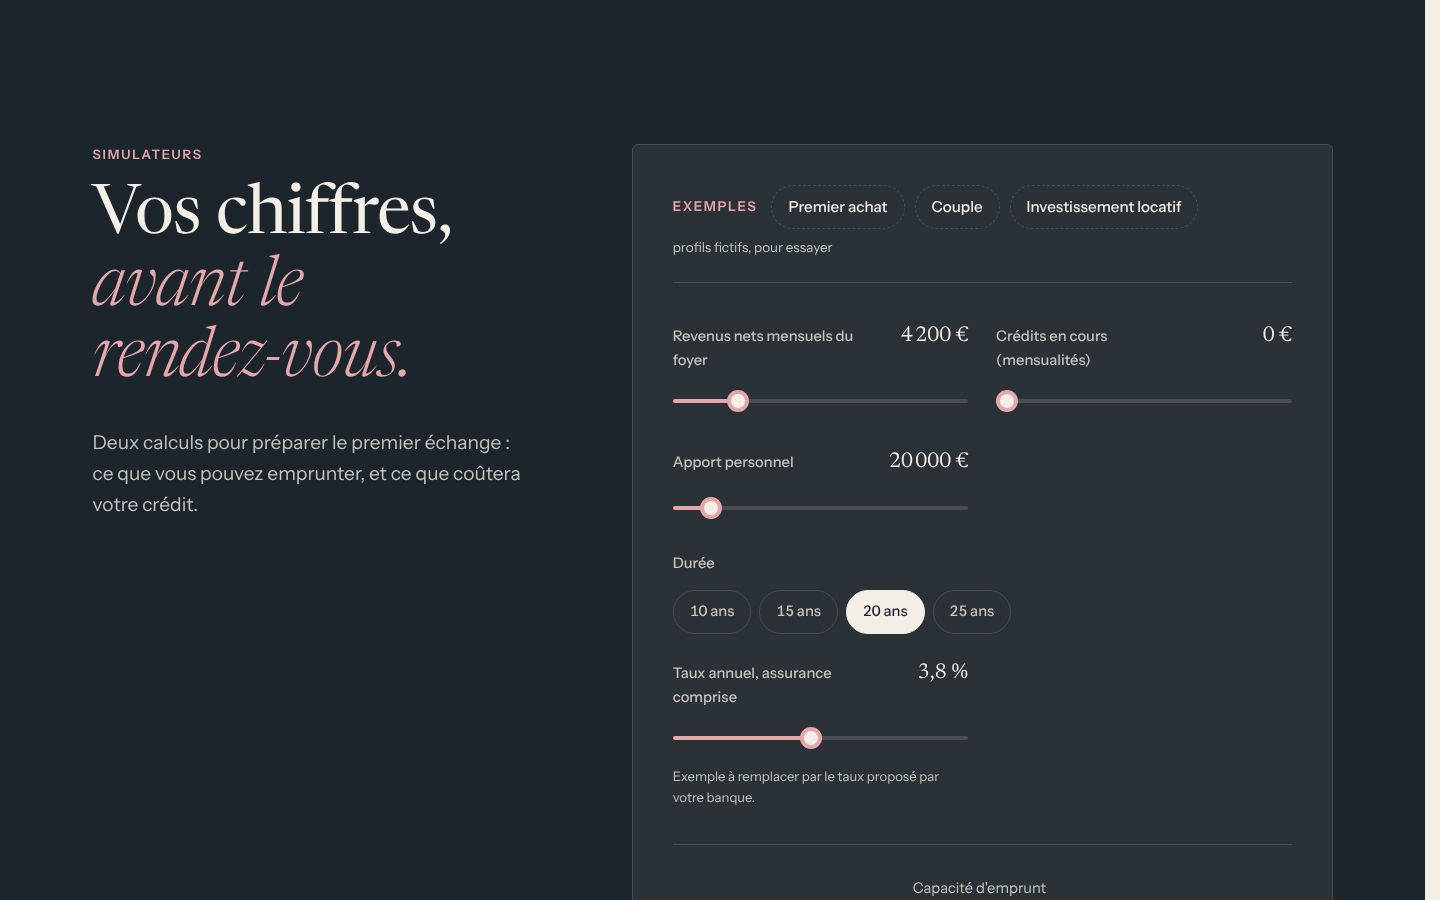 SIMULATEURS
Vos chiffres,
avant le
rendez-vous.
Deux calculs pour préparer le premier échange :
ce que vous pouvez emprunter, et ce que coûtera
votre crédit.
EXEMPLES
Premier achat
Couple
Investissement locatif
profils fictifs, pour essayer
Revenus nets mensuels du
foyer
4 200 €
Crédits en cours
(mensualités)
0 €
Apport personnel
20 000 €
Durée
10 ans
15 ans
20 ans
25 ans
Taux annuel, assurance
comprise
3,8 %
Exemple à remplacer par le taux proposé par
votre banque.
Capacité d'emprunt